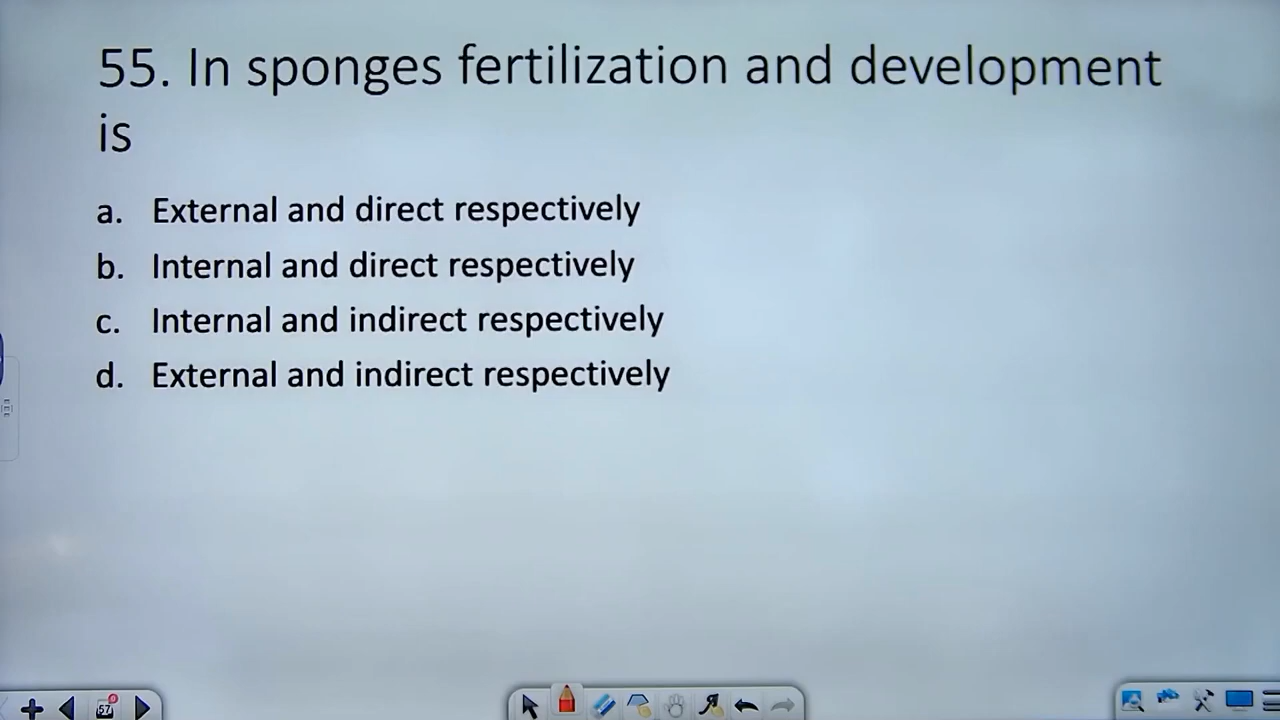 55. In sponges fertilization and development
is
a. External and direct respectively
b. Internal and direct respectively
c. Internal and indirect respectively
d. External and indirect respectively
57